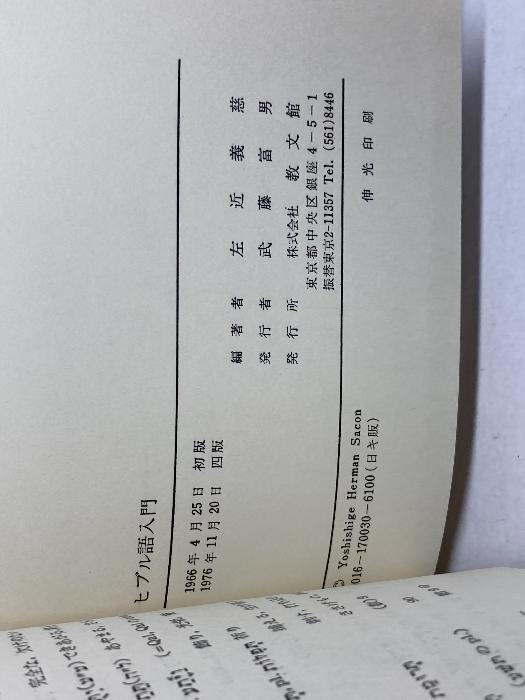 ヒブル語入門
1966年4月25日 初版
1976年11月20日 四版
編著者 左近義慈
発行者 武藤富男
発行所 株式会社 教文館
東京都中央区銀座4-5-1
振替東京2-11357 Tel. (561)8446
© Yoshishige Herman Sacon
016-170030-6100(日キ販)
伸光印刷